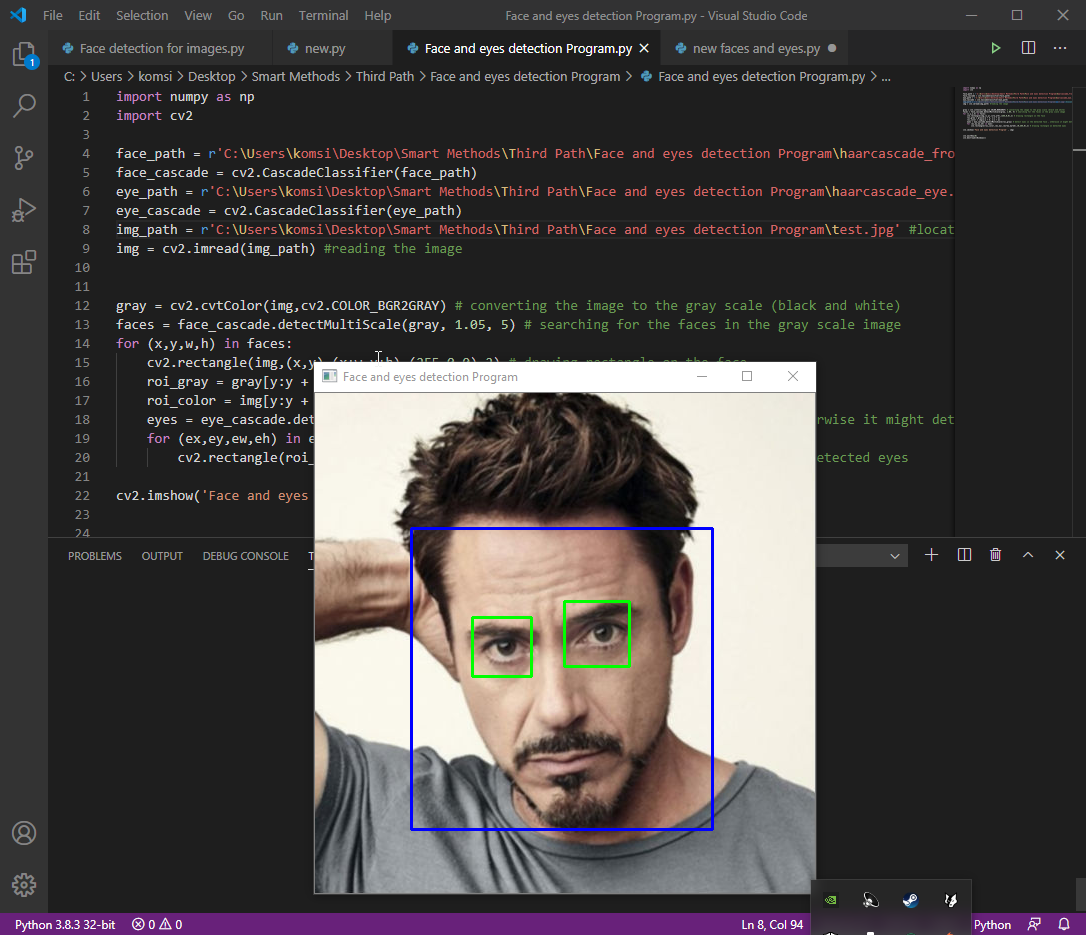 File Edit Selection View Go Run Terminal Help Face and eyes detection Program.py - Visual Studio Code
Face detection for images.py new.py Face and eyes detection Program.py new faces and eyes.py
1
C: > Users > komsi > Desktop > Smart Methods > Third Path > Face and eyes detection Program > Face and eyes detection Program.py > ...
1 import numpy as np
2 import cv2
3
4 face_path = r'C:\Users\komsi\Desktop\Smart Methods\Third Path\Face and eyes detection Program\haarcascade_fro
5 face_cascade = cv2.CascadeClassifier(face_path)
6 eye_path = r'C:\Users\komsi\Desktop\Smart Methods\Third Path\Face and eyes detection Program\haarcascade_eye.
7 eye_cascade = cv2.CascadeClassifier(eye_path)
8 img_path = r'C:\Users\komsi\Desktop\Smart Methods\Third Path\Face and eyes detection Program\test.jpg' #locat
9 img = cv2.imread(img_path) #reading the image
10
11
12 gray = cv2.cvtColor(img,cv2.COLOR_BGR2GRAY) # converting the image to the gray scale (black and white)
13 faces = face_cascade.detectMultiScale(gray, 1.05, 5) # searching for the faces in the gray scale image
14 for (x,y,w,h) in faces:
15 cv2.rectangle(img,(x,y)
16 roi_gray = gray[y:y +
17 roi_color = img[y:y +
18 eyes = eye_cascade.det rwise it might det
19 for (ex,ey,ew,eh) in e
20 cv2.rectangle(roi_ etected eyes
21
22 cv2.imshow('Face and eyes
23
24
Face and eyes detection Program
PROBLEMS OUTPUT DEBUG CONSOLE T
Python 3.8.3 32-bit 0 0 Ln 8, Col 94 Python